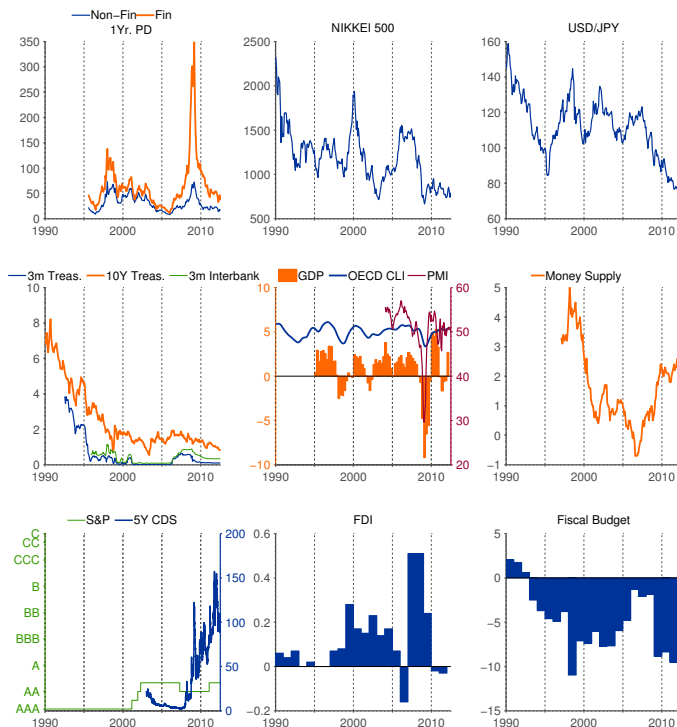 Non−Fin Fin
1Yr. PD
NIKKEI 500
USD/JPY
350
300
250
200
150
100
50
0
1990 2000 2010
2500
2000
1500
1000
500
1990 2000 2010
160
140
120
100
80
60
1990 2000 2010
3m Treas. 10Y Treas. 3m Interbank
GDP OECD CLI PMI
Money Supply
10
8
6
4
2
0
1990 2000 2010
10
5
0
−5
−10
60
50
40
30
20
1990 2000 2010
5
4
3
2
1
0
−1
1990 2000 2010
S&P 5Y CDS
FDI
Fiscal Budget
C
CC
CCC
B
BB
BBB
A
AA
AAA
200
150
100
50
0
1990 2000 2010
0.6
0.4
0.2
0
−0.2
1990 2000 2010
5
0
−5
−10
−15
1990 2000 2010